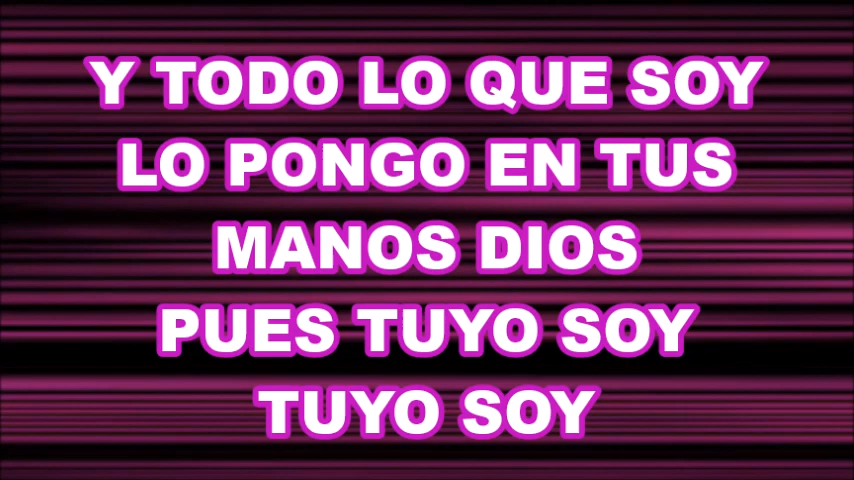 Y TODO LO QUE SOY
LO PONGO EN TUS
MANOS DIOS
PUES TUYO SOY
TUYO SOY